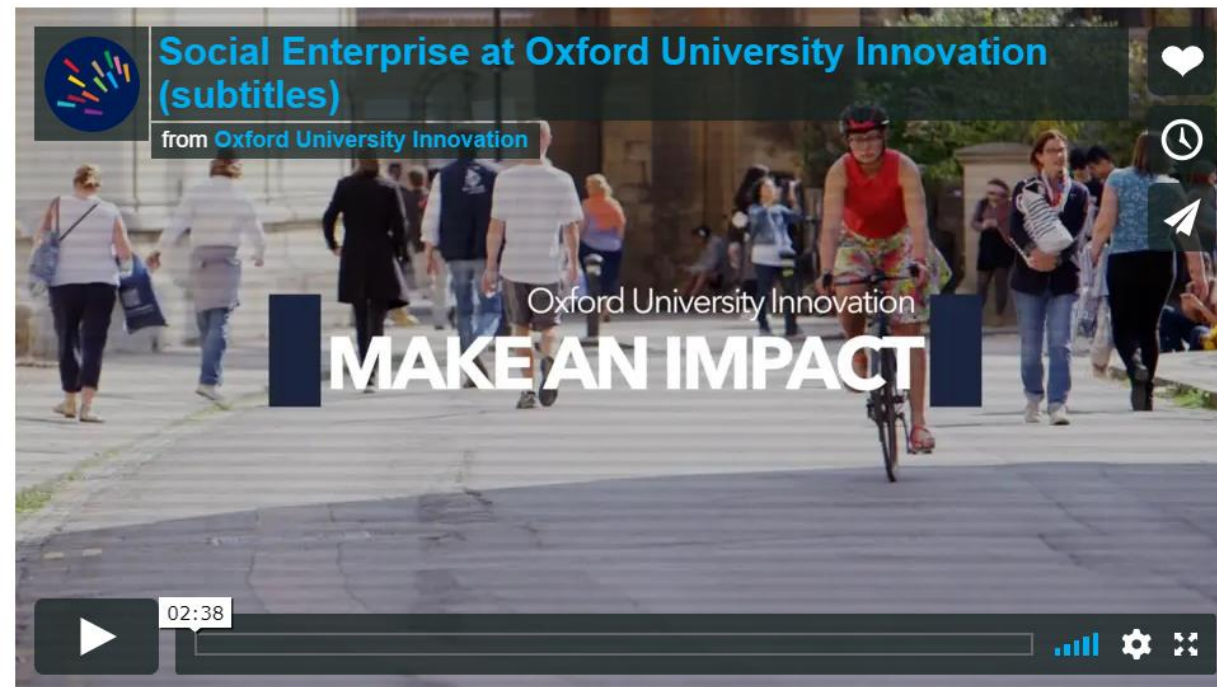 Social Enterprise at Oxford University Innovation
(subtitles)
from Oxford University Innovation
Oxford University Innovation
MAKE AN IMPACT
02:38